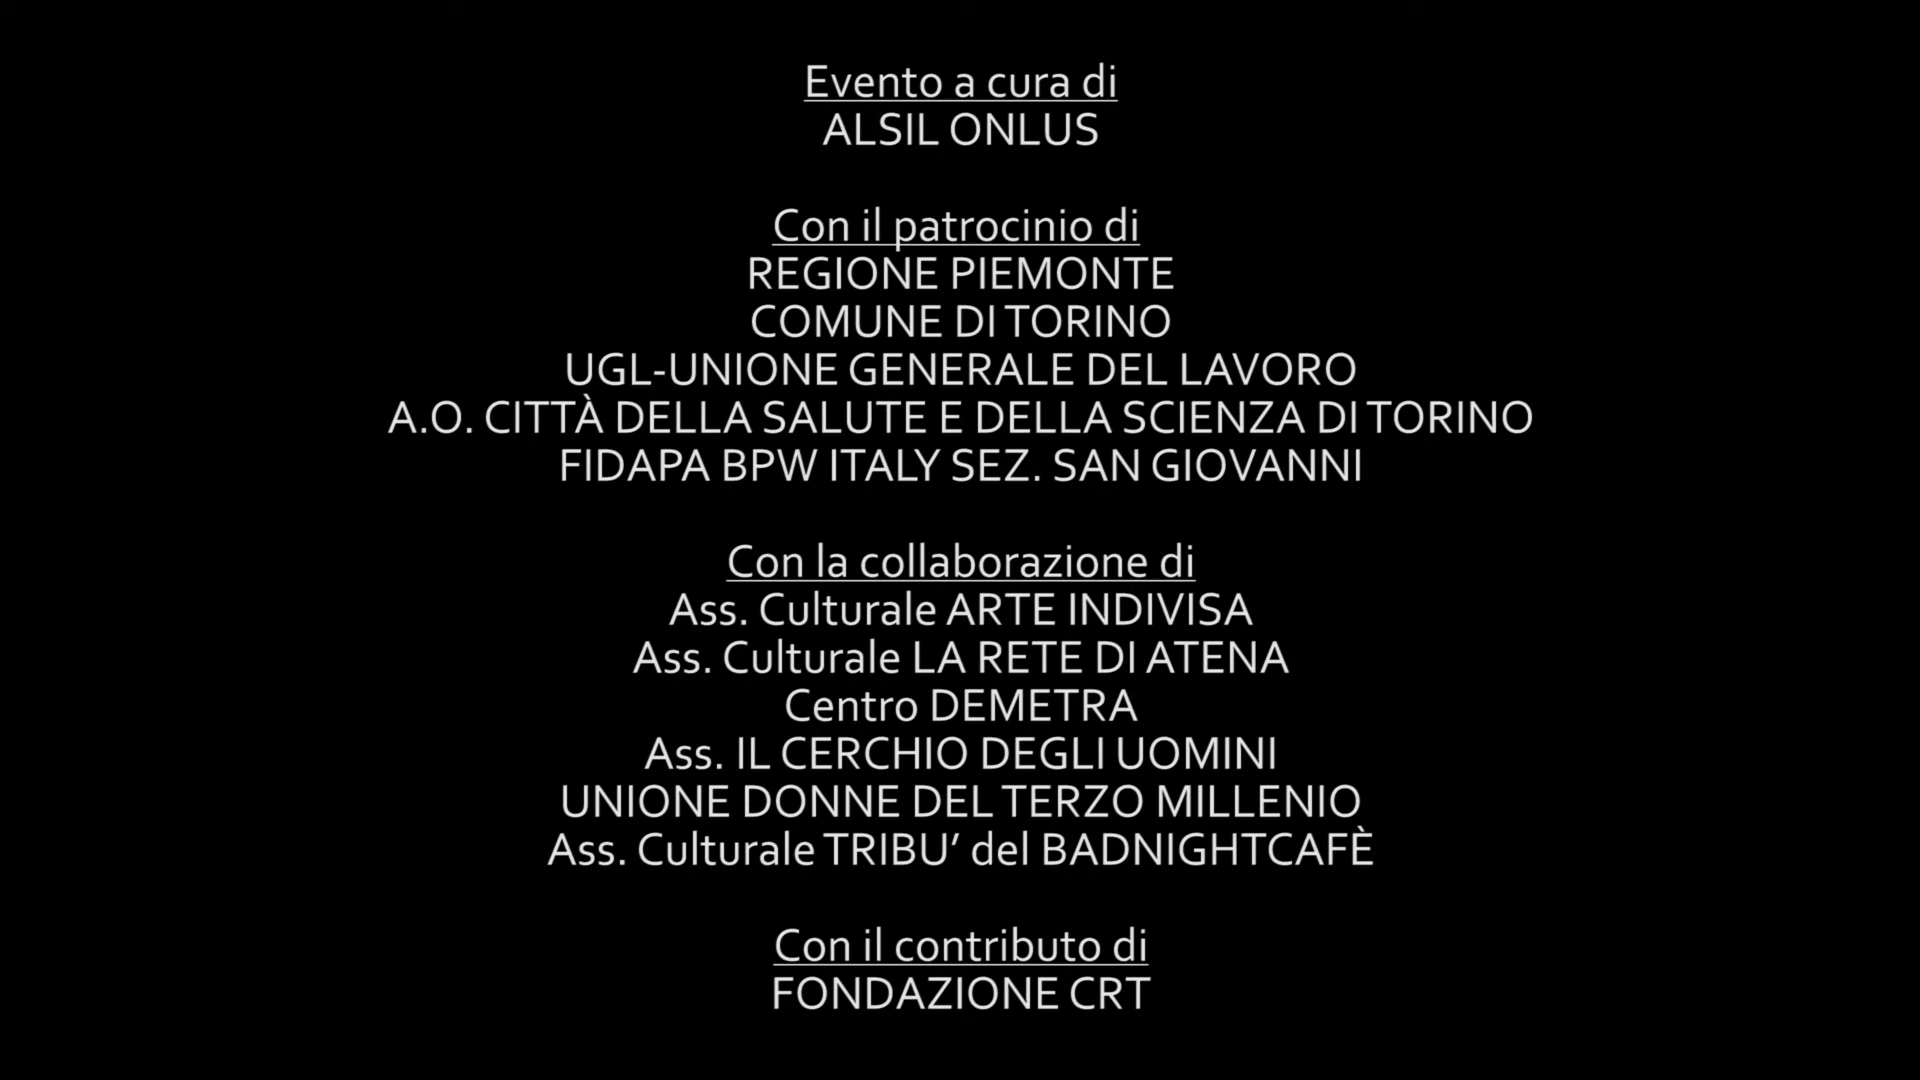 Evento a cura di
ALSIL ONLUS
Con il patrocinio di
REGIONE PIEMONTE
COMUNE DI TORINO
UGL-UNIONE GENERALE DEL LAVORO
A.O. CITTÀ DELLA SALUTE E DELLA SCIENZA DI TORINO
FIDAPA BPW ITALY SEZ. SAN GIOVANNI
Con la collaborazione di
Ass. Culturale ARTE INDIVISA
Ass. Culturale LA RETE DI ATENA
Centro DEMETRA
Ass. IL CERCHIO DEGLI UOMINI
UNIONE DONNE DEL TERZO MILLENIO
Ass. Culturale TRIBU’ del BADNIGHTCAFÈ
Con il contributo di
FONDAZIONE CRT